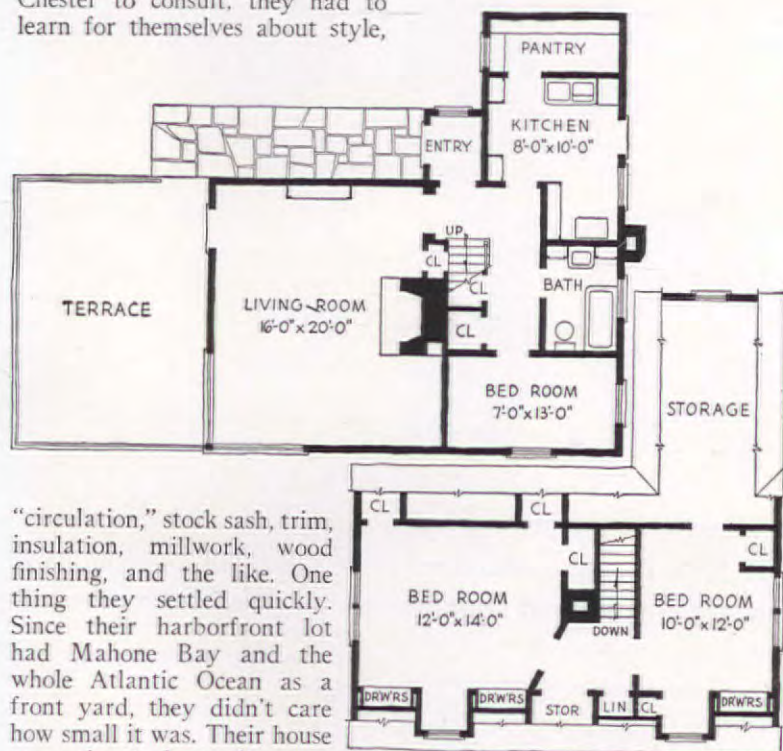 Chester to consult, they had to
learn for themselves about style,
PANTRY
KITCHEN
8'-0"x10'-0"
ENTRY
UP
CL
CL
CL
BATH
TERRACE
LIVING ROOM
16'-0"x20'-0"
BED ROOM
7'-0"x13'-0"
STORAGE
"circulation," stock sash, trim,
insulation, millwork, wood
finishing, and the like. One
thing they settled quickly.
Since their harborfront lot
had Mahone Bay and the
whole Atlantic Ocean as a
front yard, they didn't care
how small it was. Their house
CL
CL
CL
CL
BED ROOM
12'-0"x14'-0"
DOWN
BED ROOM
10'-0"x12'-0"
DRW'RS
DRW'RS
STOR
LIN
CL
DRW'RS